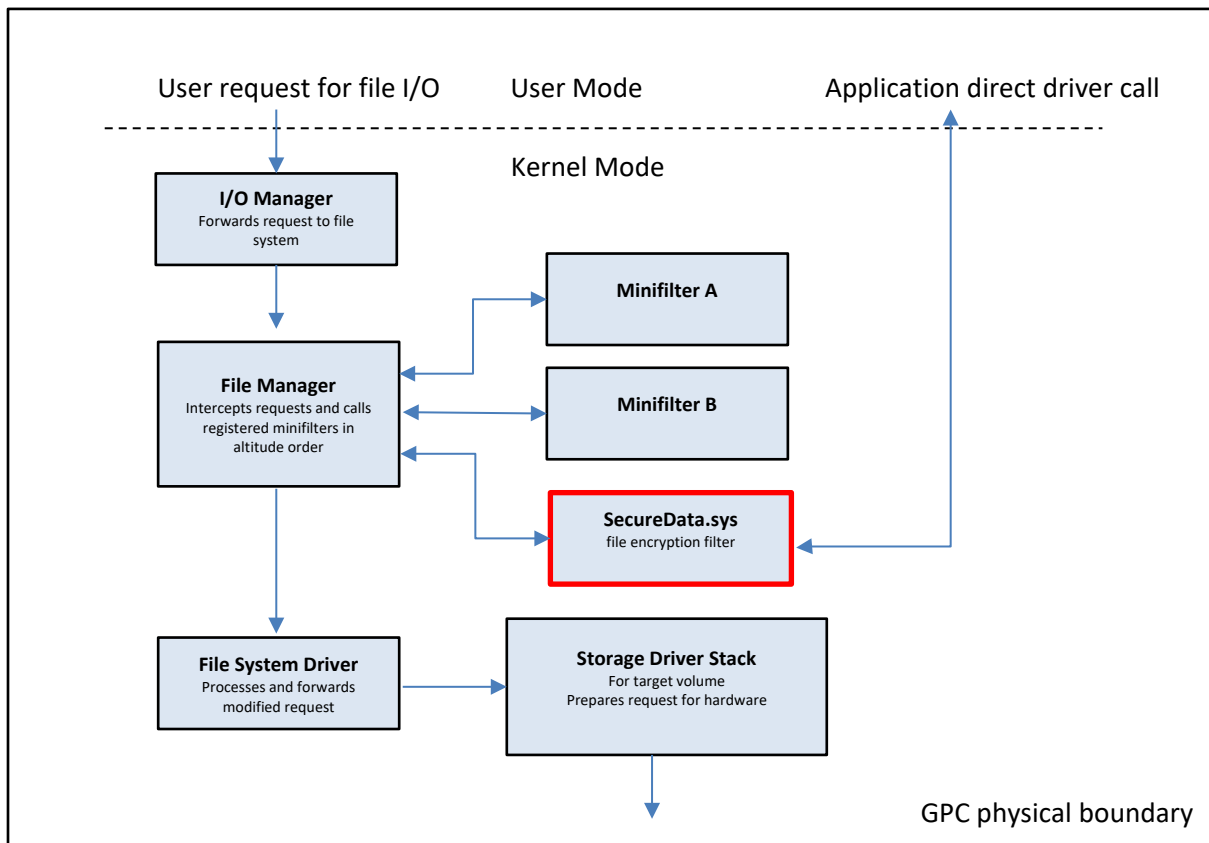 User request for file I/O
User Mode
Application direct driver call
Kernel Mode
I/O Manager
Forwards request to file
system
Minifilter A
File Manager
Intercepts requests and calls
registered minifilters in
altitude order
Minifilter B
SecureData.sys
file encryption filter
File System Driver
Processes and forwards
modified request
Storage Driver Stack
For target volume
Prepares request for hardware
GPC physical boundary